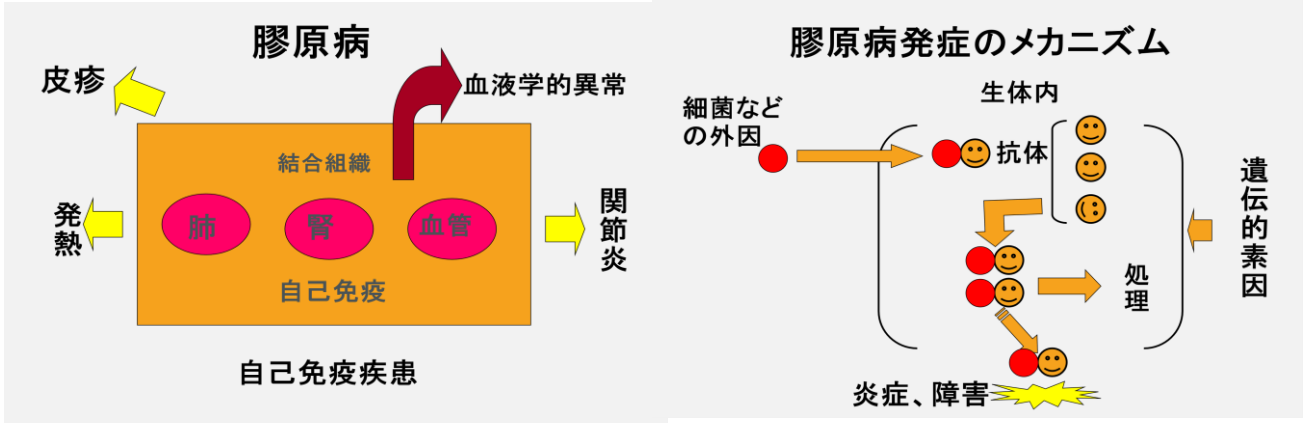 膠原病
皮疹
血液学的異常
結合組織
発熱
肺
腎
血管
関節炎
自己免疫
自己免疫疾患
膠原病発症のメカニズム
生体内
細菌など
の外因
抗体
遺伝的素因
処理
炎症、障害